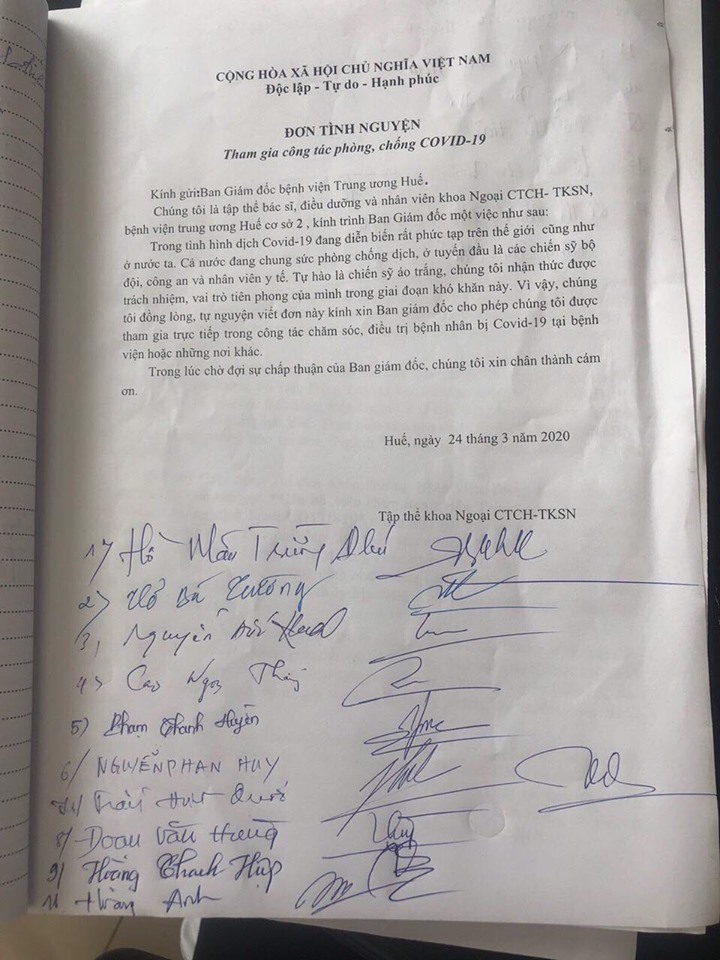 CỘNG HÒA XÃ HỘI CHỦ NGHĨA VIỆT NAM
Độc lập - Tự do - Hạnh phúc
ĐƠN TÌNH NGUYỆN
Tham gia công tác phòng, chống COVID-19
Kính gửi:Ban Giám đốc bệnh viện Trung ương Huế.
Chúng tôi là tập thể bác sĩ, điều dưỡng và nhân viên khoa Ngoại CTCH- TKSN,
bệnh viện trung ương Huế cơ sở 2 , kính trình Ban Giám đốc một việc như sau:
Trong tình hình dịch Covid-19 đang diễn biến rất phức tạp trên thế giới cũng như
ở nước ta. Cả nước đang chung sức phòng chống dịch, ở tuyến đầu là các chiến sỹ bộ
đội, công an và nhân viên y tế. Tự hào là chiến sỹ áo trắng, chúng tôi nhận thức được
trách nhiệm, vai trò tiên phong của mình trong giai đoạn khó khăn này. Vì vậy, chúng
tôi đồng lòng, tự nguyện viết đơn này kính xin Ban giám đốc cho phép chúng tôi được
tham gia trực tiếp trong công tác chăm sóc, điều trị bệnh nhân bị Covid-19 tại bệnh
viện hoặc những nơi khác.
Trong lúc chờ đợi sự chấp thuận của Ban giám đốc, chúng tôi xin chân thành cám
ơn.
Huế, ngày 24 tháng 3 năm 2020
Tập thể khoa Ngoại CTCH-TKSN
1/ Hồ Mẫn Trường Phú
2/ Bá
3, Nguyễn
4/ Cao Ngọc
5) Phạm Thanh Huyền
6/ NGUYỄN PHAN HUY
Trần Hữu
8/ Doan Văn Hưng
9/ Hoàng Thanh Hiệp
Hoàng Anh